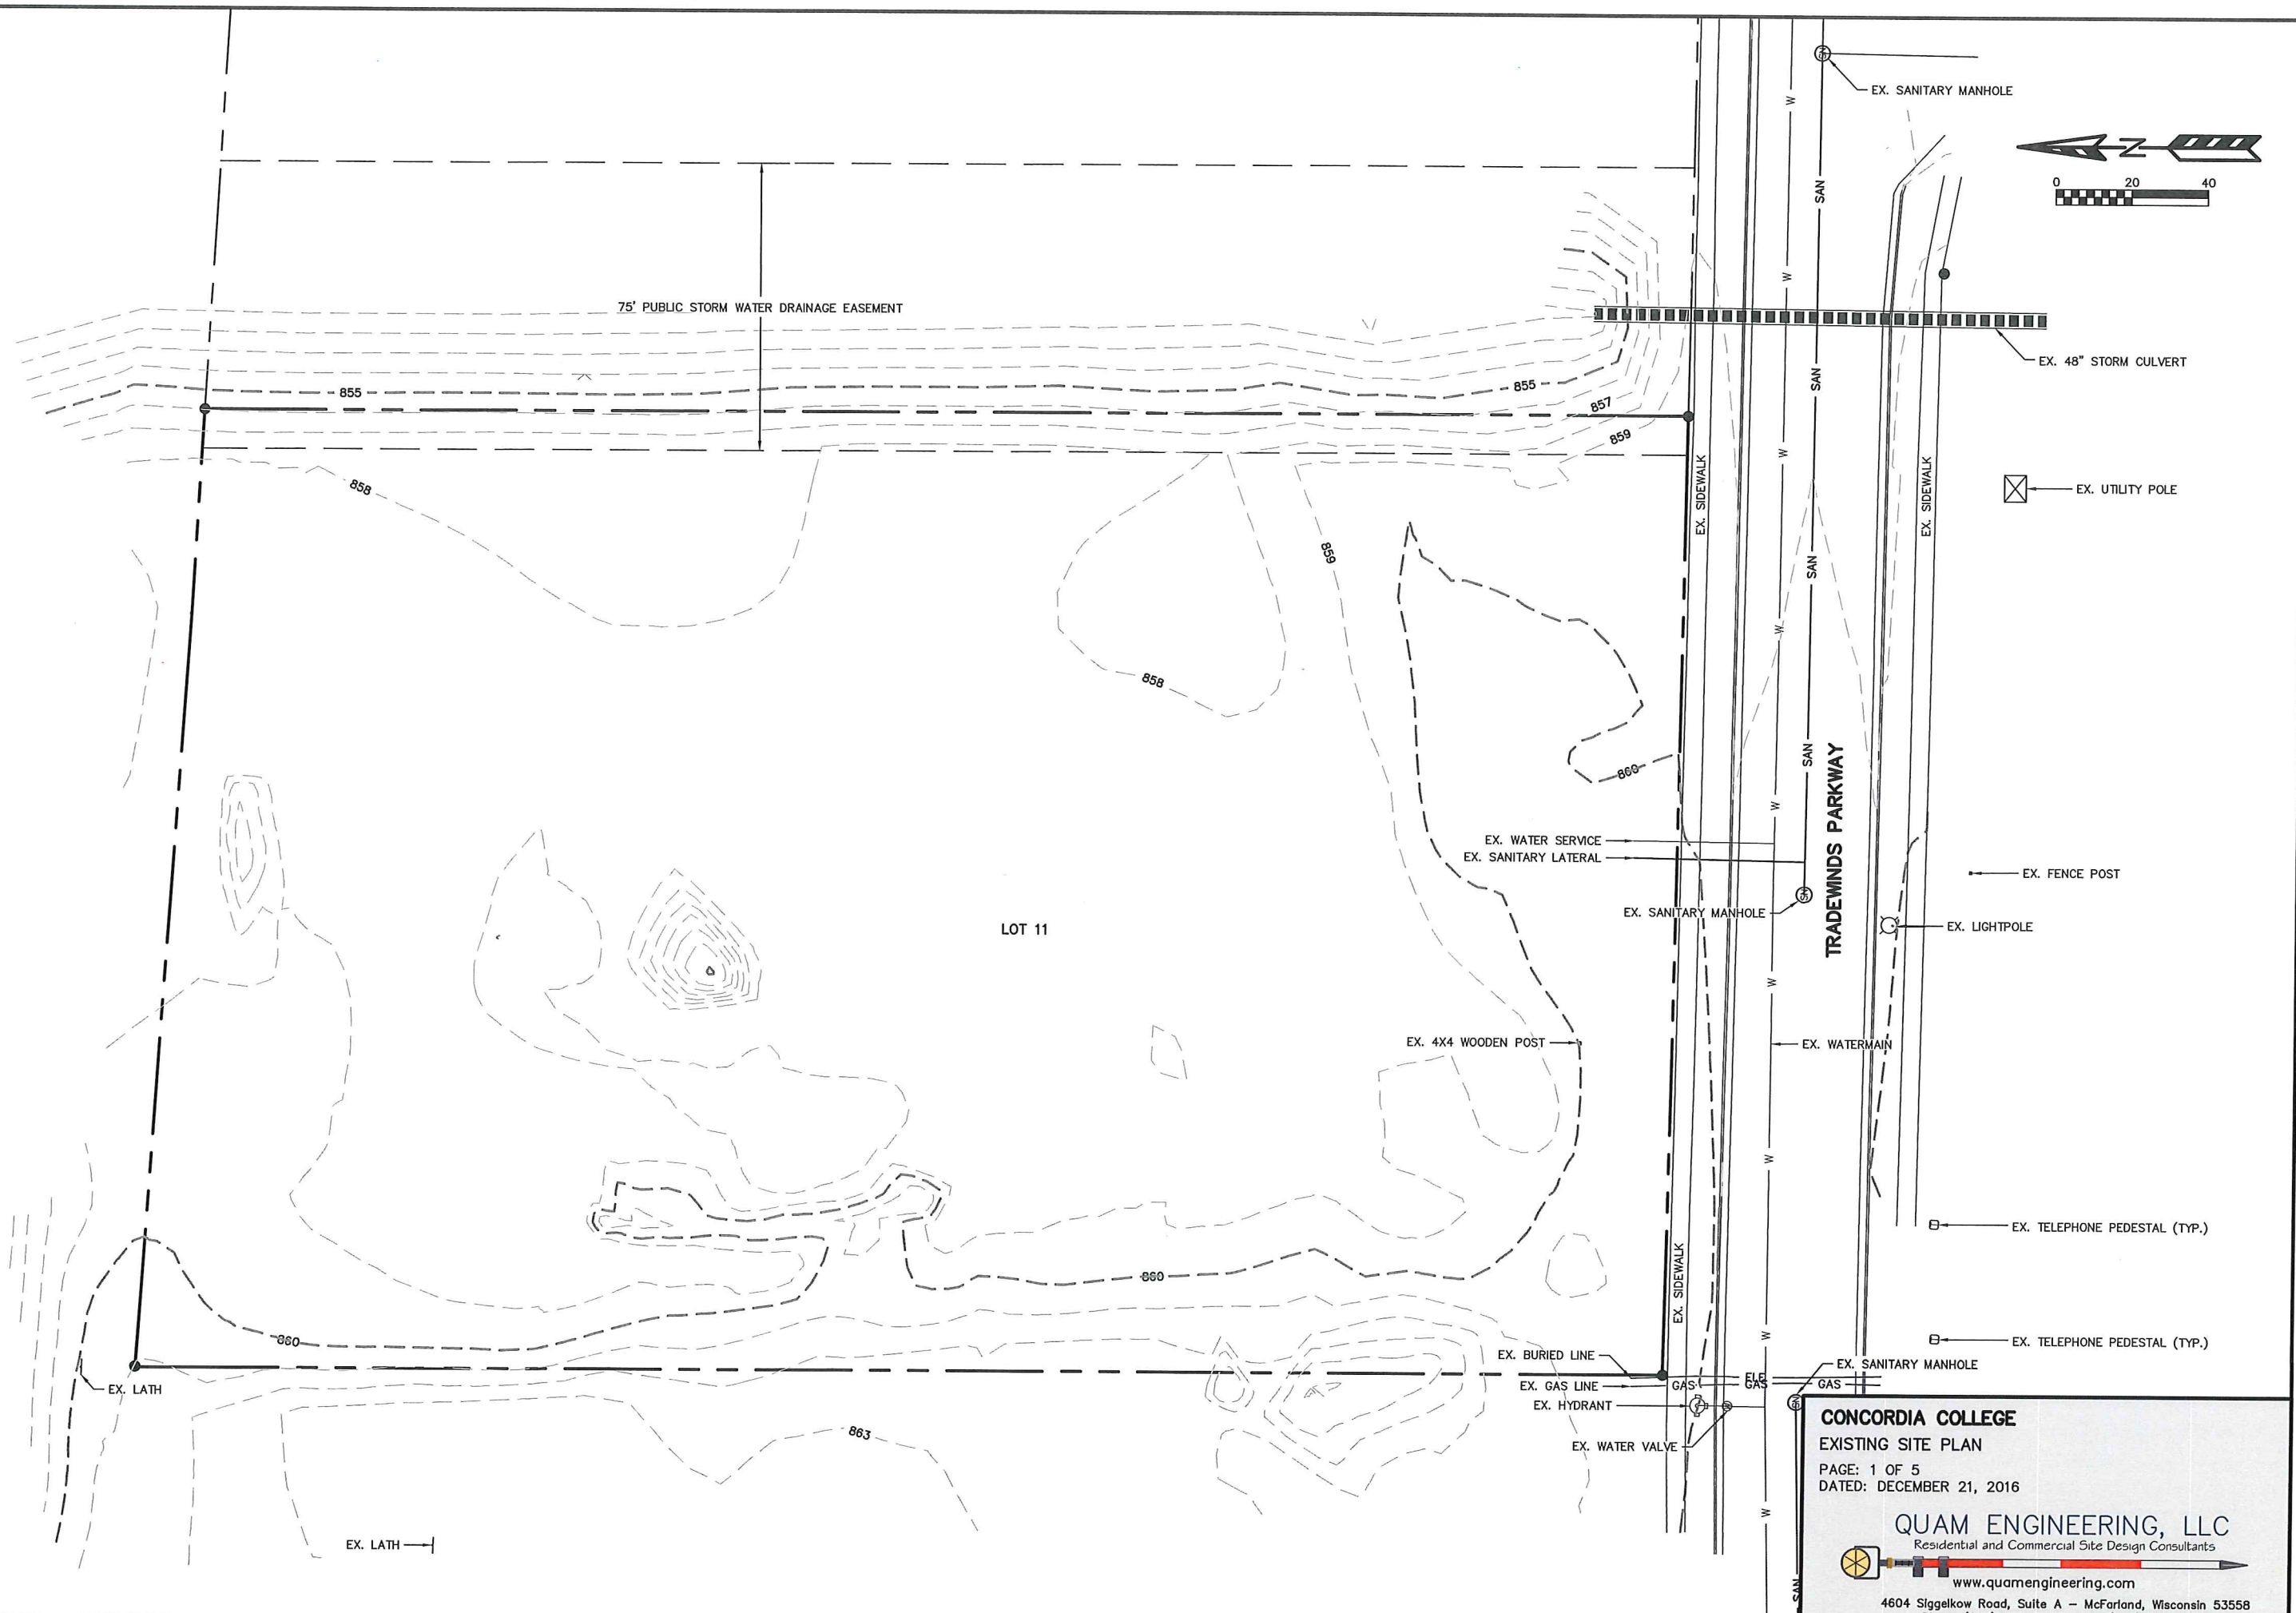 EX. SANITARY MANHOLE
N
0 20 40
75' PUBLIC STORM WATER DRAINAGE EASEMENT
EX. 48" STORM CULVERT
855
855
857
859
858
859
858
860
EX. SIDEWALK
EX. SIDEWALK
W
W
W
W
W
W
W
W
W
W
SAN
SAN
SAN
SAN
EX. UTILITY POLE
EX. WATER SERVICE
EX. SANITARY LATERAL
EX. SANITARY MANHOLE
TRADEWINDS PARKWAY
EX. FENCE POST
EX. LIGHTPOLE
LOT 11
EX. 4X4 WOODEN POST
EX. WATERMAIN
EX. TELEPHONE PEDESTAL (TYP.)
860
860
EX. SIDEWALK
EX. TELEPHONE PEDESTAL (TYP.)
EX. BURIED LINE
EX. SANITARY MANHOLE
ELE
EX. GAS LINE
GAS
GAS
GAS
EX. LATH
EX. HYDRANT
863
EX. WATER VALVE
EX. LATH
SAN
CONCORDIA COLLEGE
EXISTING SITE PLAN
PAGE: 1 OF 5
DATED: DECEMBER 21, 2016
QUAM ENGINEERING, LLC
Residential and Commercial Site Design Consultants
www.quamengineering.com
4604 Siggelkow Road, Suite A – McFarland, Wisconsin 53558